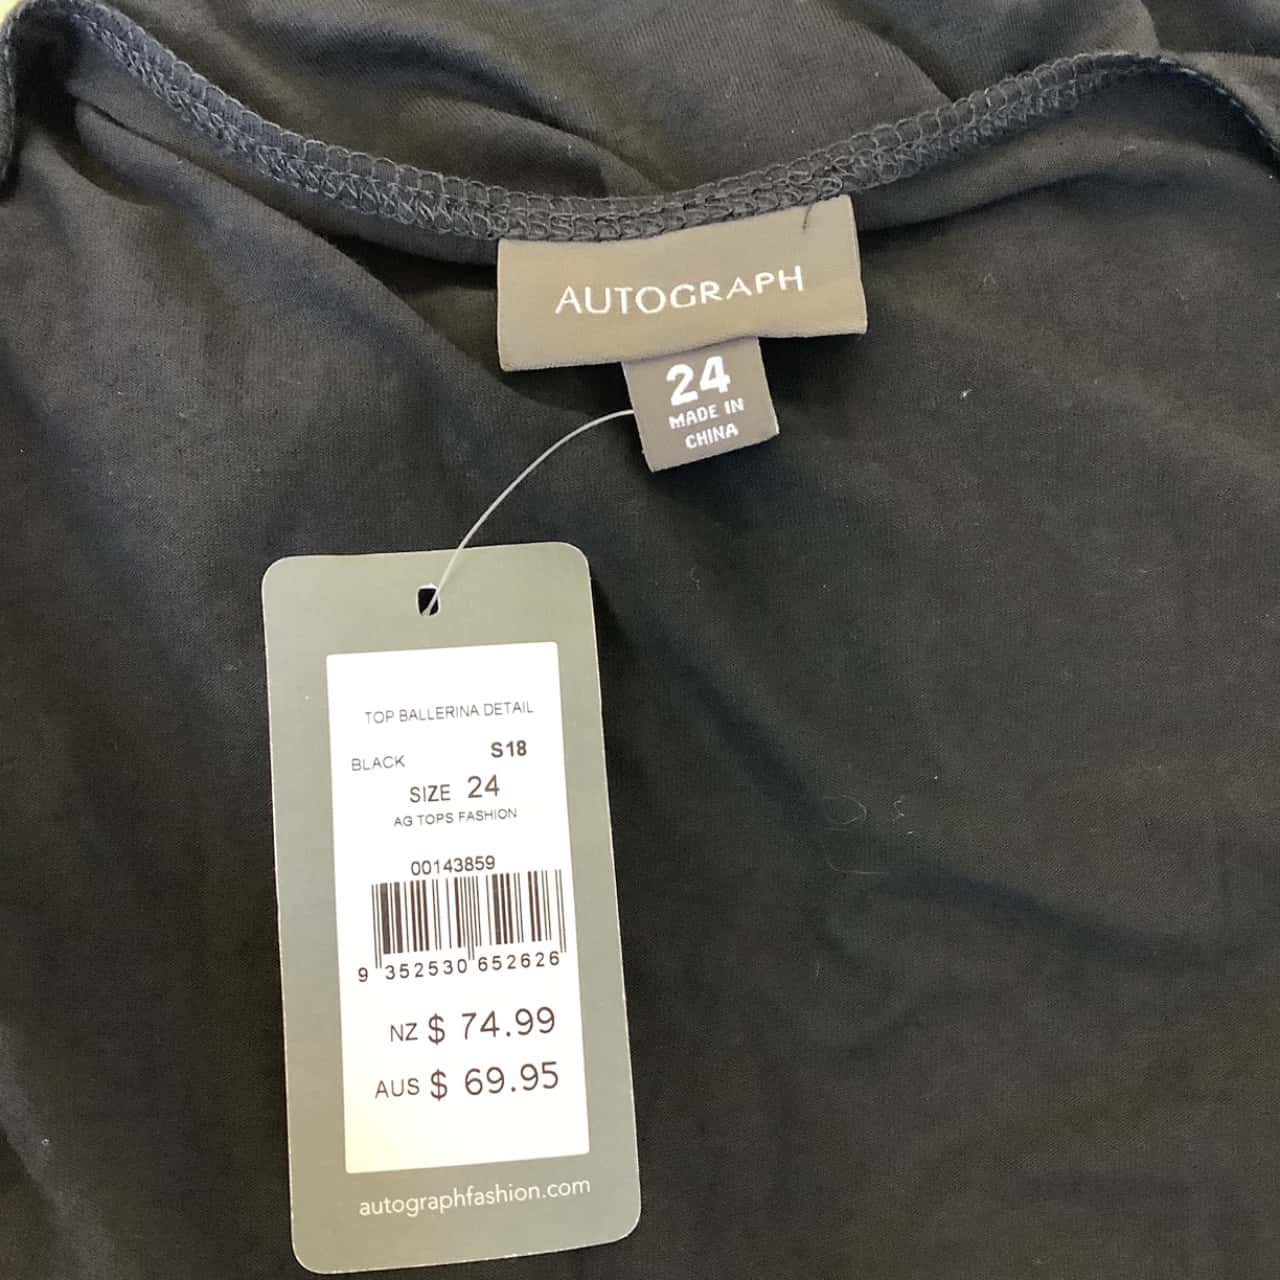 AUTOGRAPH
24
MADE IN
CHINA
TOP BALLERINA DETAIL
BLACK S18
SIZE 24
AG TOPS FASHION
00143859
9 352530 652626
NZ $ 74.99
AUS $ 69.95
autographfashion.com